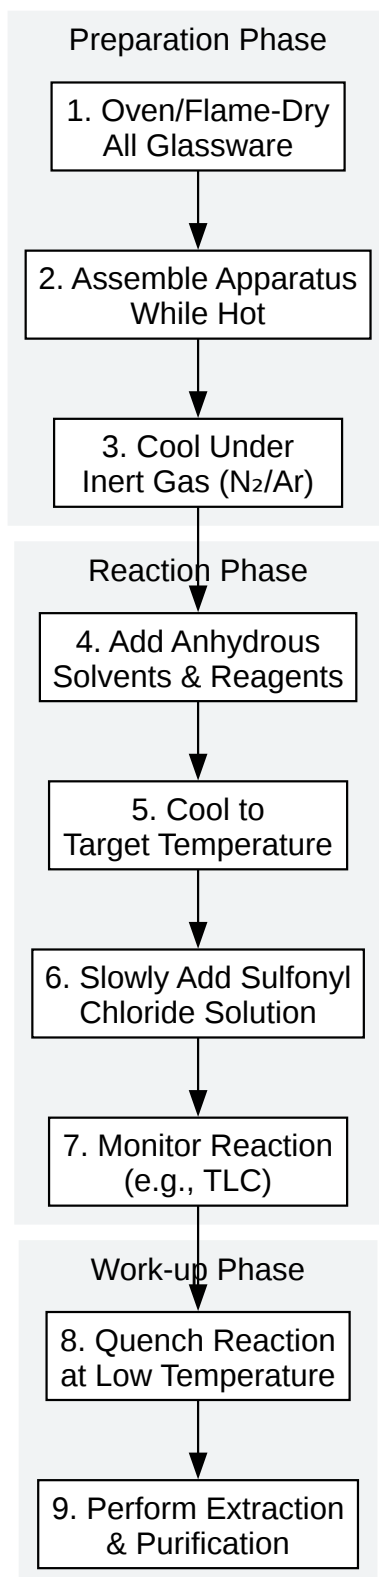 Preparation Phase
1. Oven/Flame-Dry
All Glassware
2. Assemble Apparatus
While Hot
3. Cool Under
Inert Gas (N₂/Ar)
Reaction Phase
4. Add Anhydrous
Solvents & Reagents
5. Cool to
Target Temperature
6. Slowly Add Sulfonyl
Chloride Solution
7. Monitor Reaction
(e.g., TLC)
Work-up Phase
8. Quench Reaction
at Low Temperature
9. Perform Extraction
& Purification